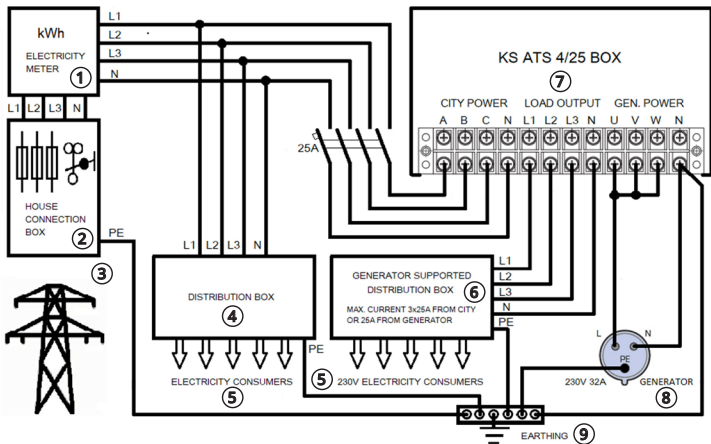 L1
L2
L3
N
kWh
ELECTRICITY
METER
1
L1 L2 L3 N
HOUSE
CONNECTION
BOX
2
PE
3
25A
KS ATS 4/25 BOX
7
CITY POWER LOAD OUTPUT GEN. POWER
A B C N L1 L2 L3 N U V W N
L1 L2 L3 N
DISTRIBUTION BOX
4
PE
ELECTRICITY CONSUMERS
5
GENERATOR SUPPORTED
DISTRIBUTION BOX
6
MAX. CURRENT 3x25A FROM CITY
OR 25A FROM GENERATOR
L1
L2
L3
N
PE
5
230V ELECTRICITY CONSUMERS
L N
PE
230V 32A
GENERATOR
8
EARTHING 9